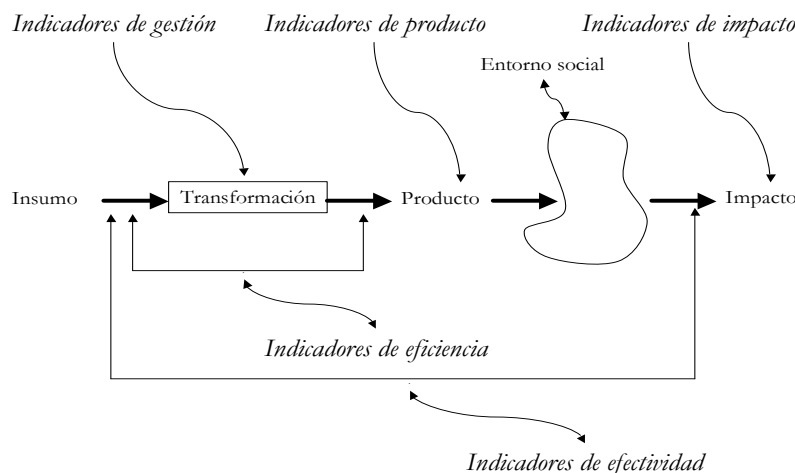 Indicadores de gestión
Indicadores de producto
Indicadores de impacto
Entorno social
Insumo
Transformación
Producto
Impacto
Indicadores de eficiencia
Indicadores de efectividad